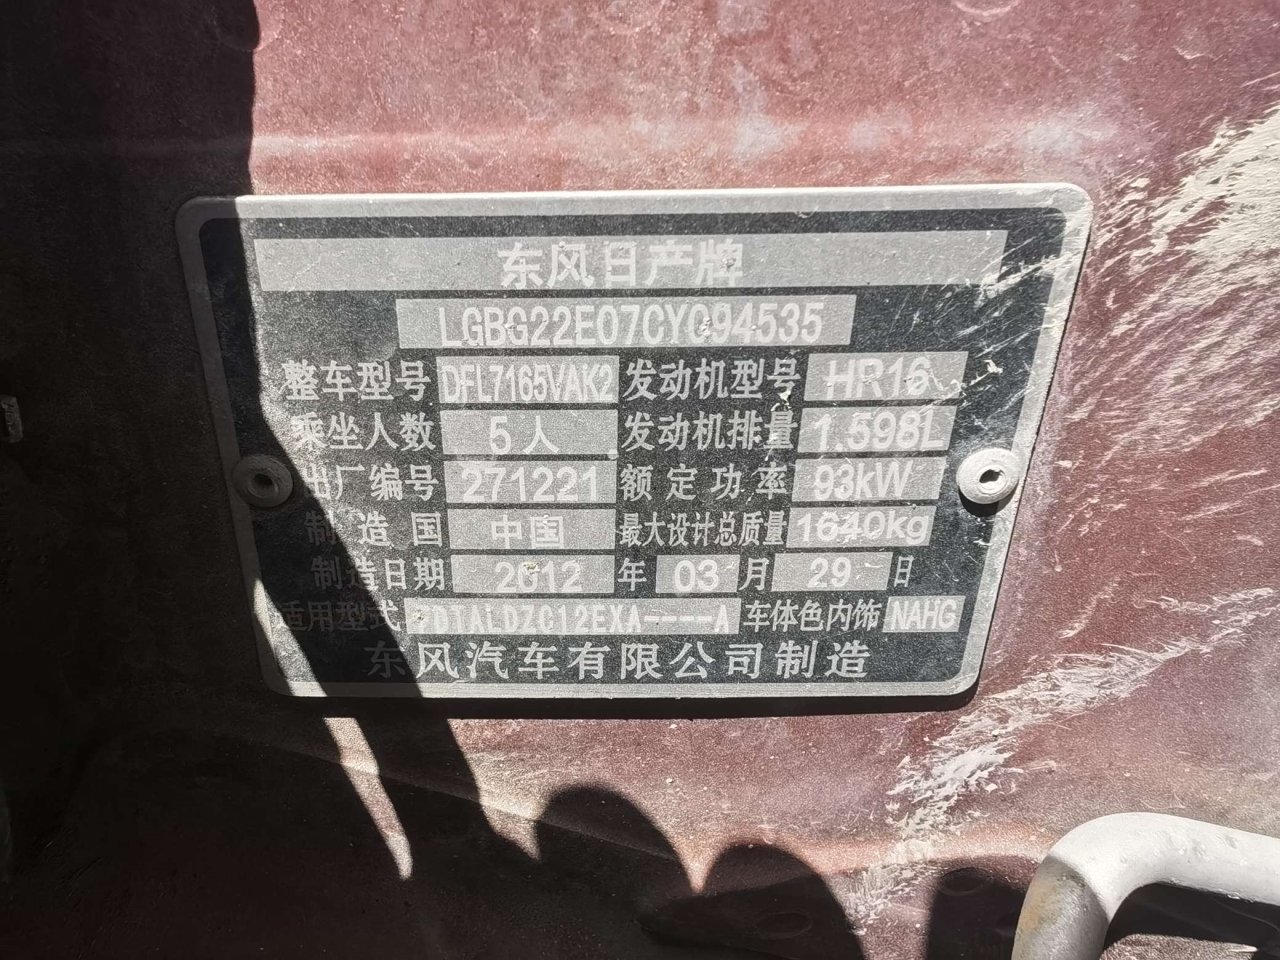 东风日产牌
LGBG22E07CY094535
整车型号 DFL7165VAK2 发动机型号 HR16
乘坐人数 5人 发动机排量 1.598L
出厂编号 271221 额定功率 93kW
制造国 中国 最大设计总质量 1640kg
制造日期 2012 年 03 月 29 日
适用型式 ZDTALDZC12EXA----A 车体色内饰 NAHG
东风汽车有限公司制造